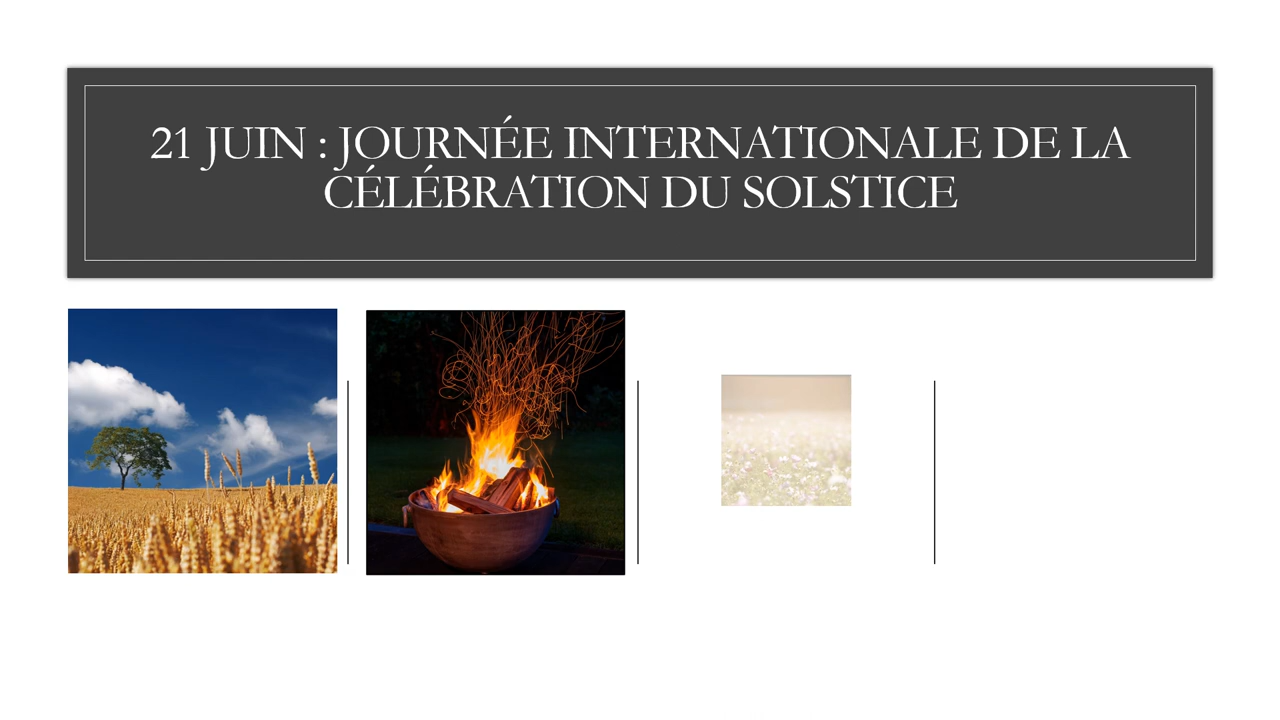 21 JUIN : JOURNÉE INTERNATIONALE DE LA
CÉLÉBRATION DU SOLSTICE